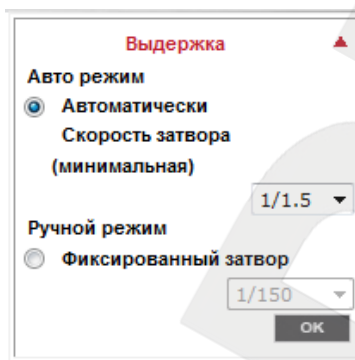 Выдержка
Авто режим
Автоматически
Скорость затвора
(минимальная)
1/1.5
Ручной режим
Фиксированный затвор
1/150
OK